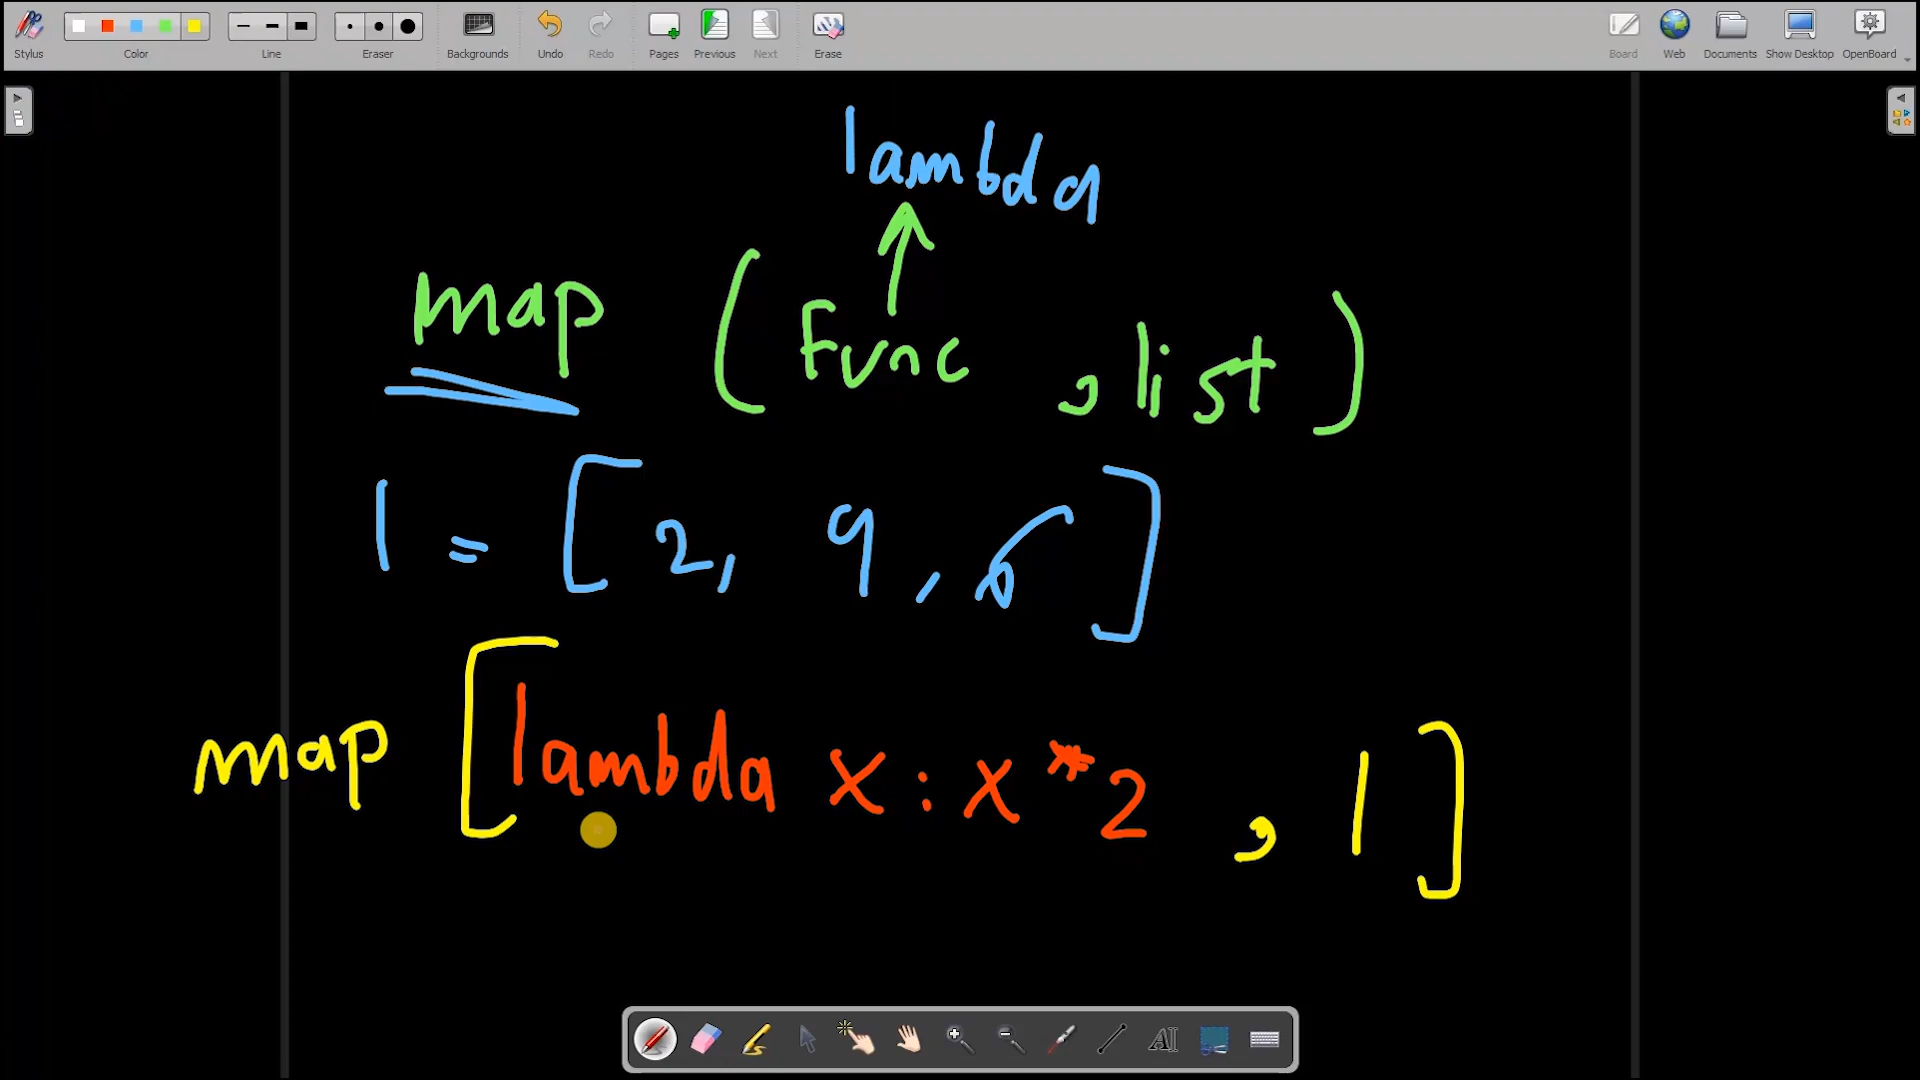 Stylus Color Line Eraser Backgrounds Undo Redo Pages Previous Next Erase Board Web Documents Show Desktop OpenBoard
lambda
map (Func , list)
l = [2, 9, 6]
map [lambda x : x*2 , l]
AI